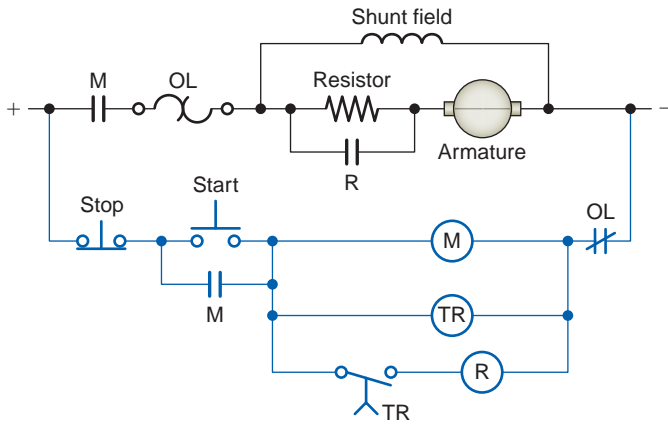 Shunt field
M
OL
Resistor
+
−
Armature
R
Start
Stop
OL
M
M
TR
R
TR